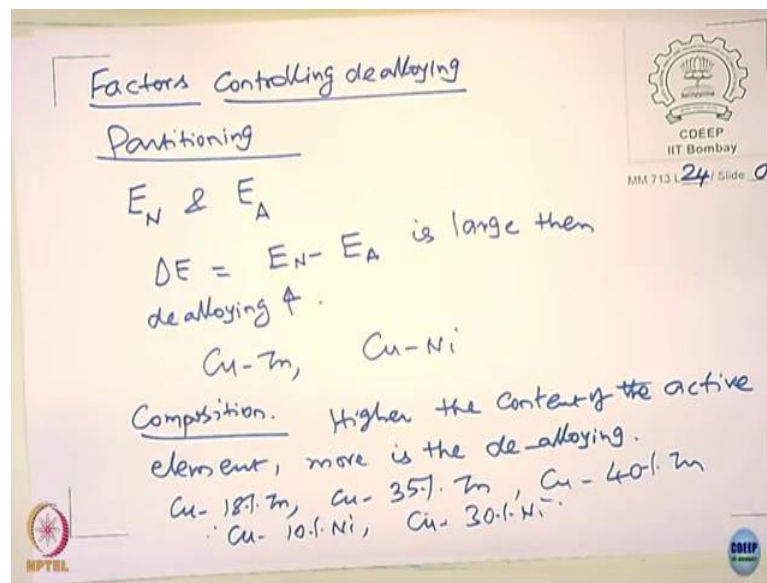 Factors Controlling dealloying
Partitioning
E_N & E_A
ΔE = E_N - E_A is large then
dealloying ↑.
Cu-Zn, Cu-Ni
Composition. Higher the content of the active
element, more is the de-alloying.
Cu- 18%. Zn, Cu- 35%. Zn, Cu- 40%. Zn
Cu- 10%. Ni, Cu- 30%. Ni.
CDEEP
IIT Bombay
MM 713 L 24 / Slide 0
NPTEL
CDEEP